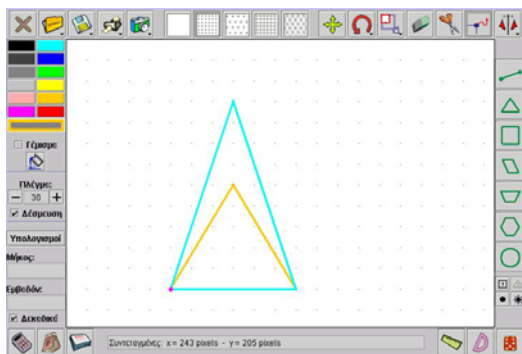 Γέμισμα
Πλέγμα:
30
Δέσμευση
Υπολογισμοί
Μήκος:
Εμβαδόν:
Δεκαδικά
Συντεταγμένες: x = 243 pixels - y = 205 pixels